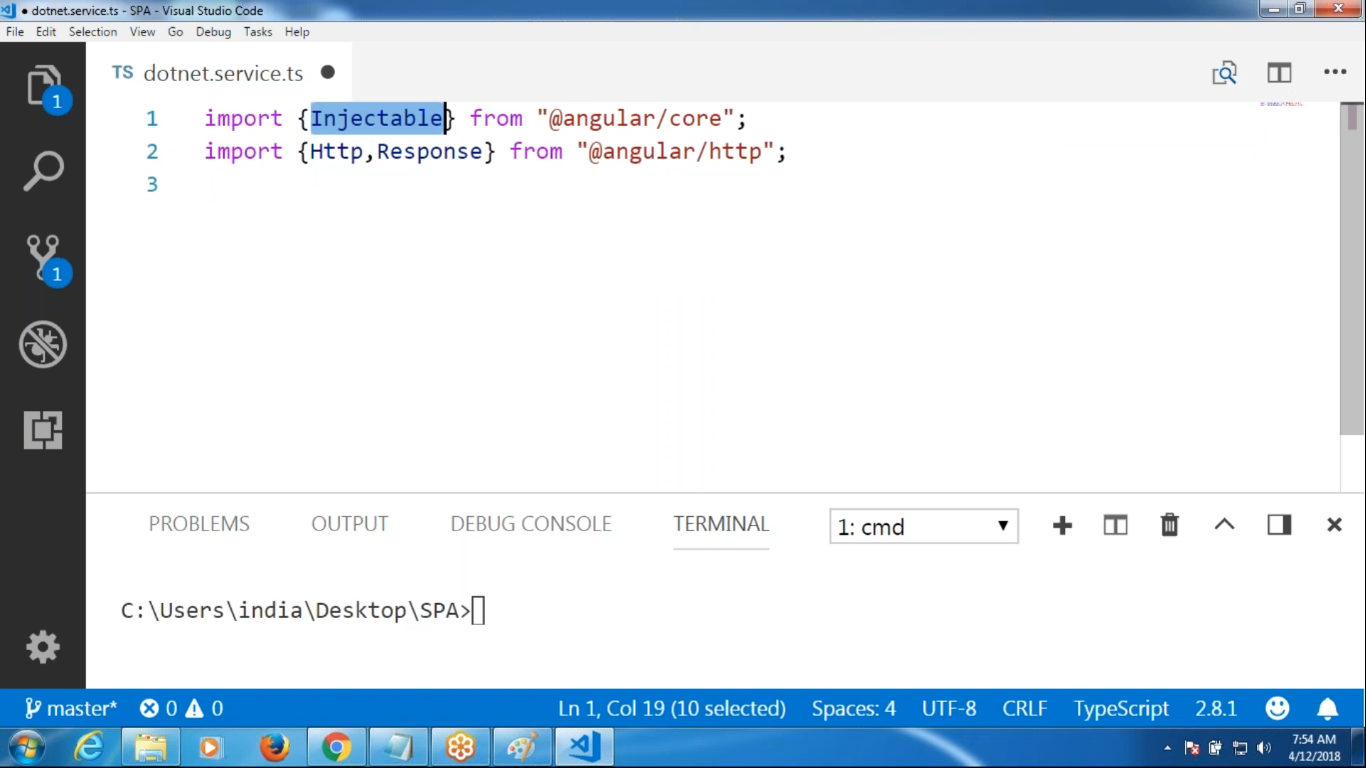 dotnet.service.ts - SPA - Visual Studio Code
File Edit Selection View Go Debug Tasks Help
TS dotnet.service.ts
1
1 import {Injectable} from "@angular/core";
2 import {Http,Response} from "@angular/http";
3
1
PROBLEMS OUTPUT DEBUG CONSOLE TERMINAL 1: cmd
C:\Users\india\Desktop\SPA>
master* 0 0 Ln 1, Col 19 (10 selected) Spaces: 4 UTF-8 CRLF TypeScript 2.8.1
7:54 AM
4/12/2018